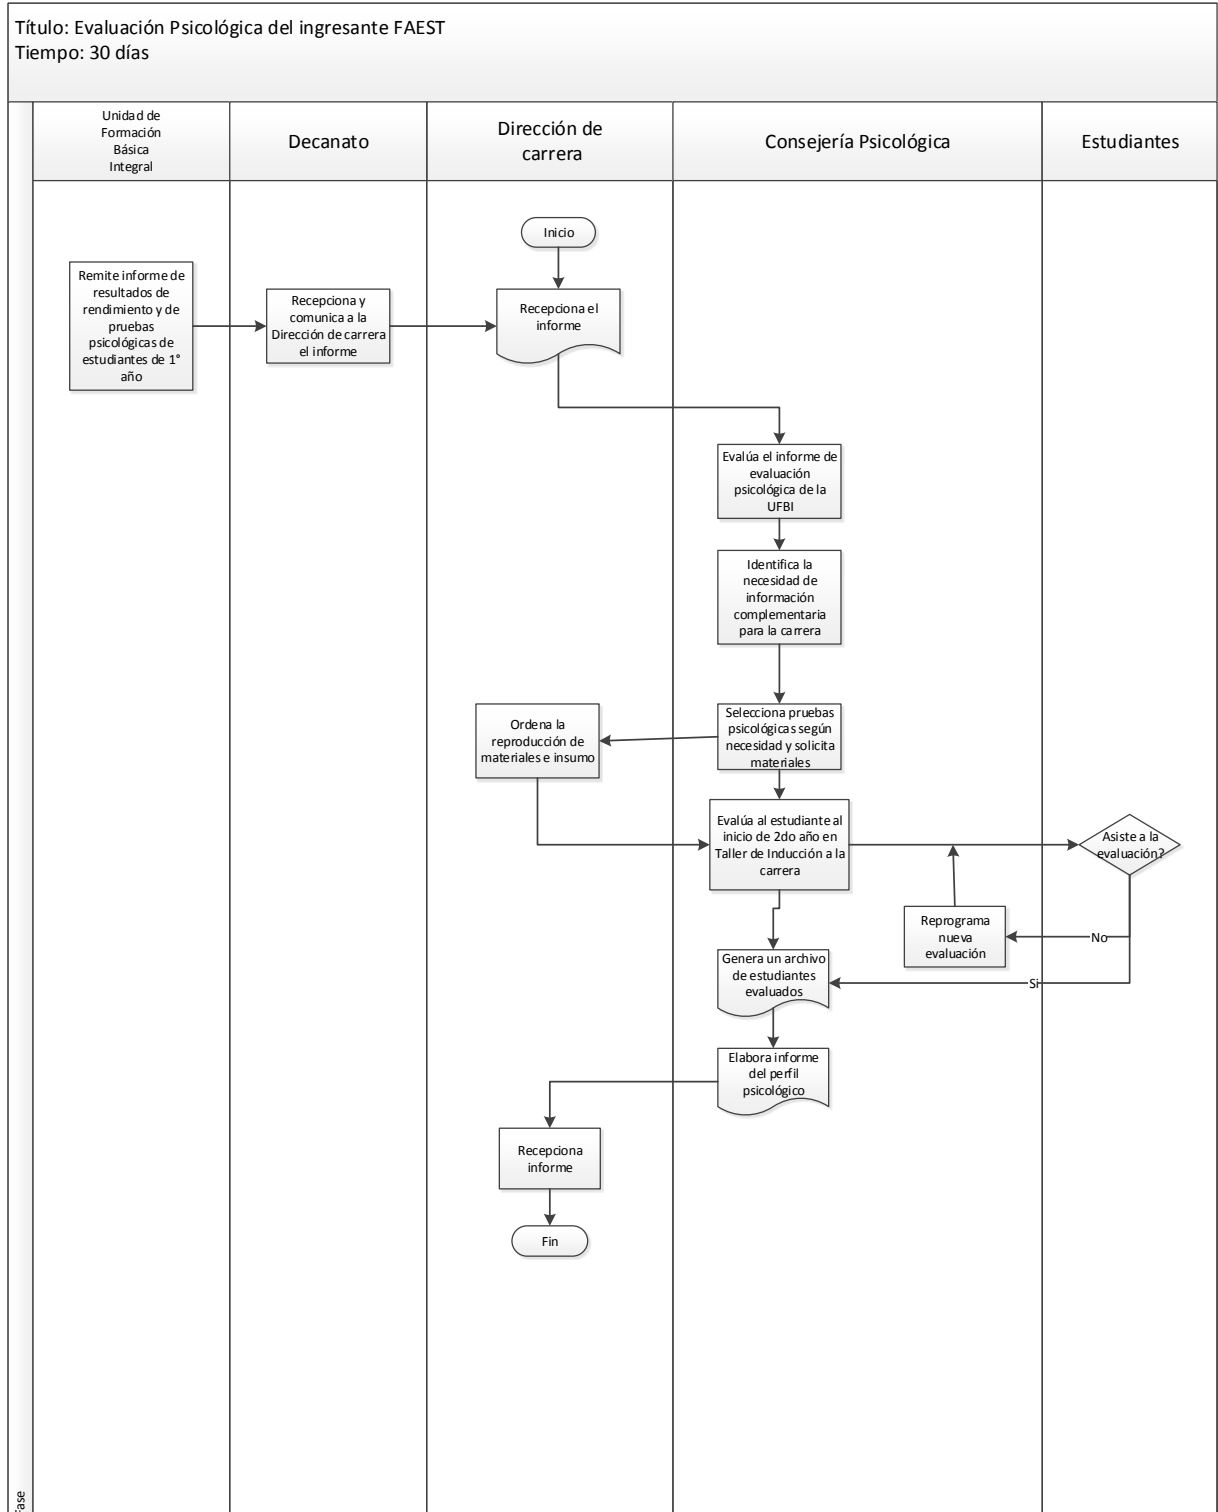 Título: Evaluación Psicológica del ingresante FAEST
Tiempo: 30 días
Unidad de
Formación
Básica
Integral
Decanato
Dirección de
carrera
Consejería Psicológica
Estudiantes
Inicio
Remite informe de
resultados de
rendimiento y de
pruebas
psicológicas de
estudiantes de 1°
año
Recepciona y
comunica a la
Dirección de carrera
el informe
Recepciona el
informe
Evalúa el informe de
evaluación
psicológica de la
UFBI
Identifica la
necesidad de
información
complementaria
para la carrera
Ordena la
reproducción de
materiales e insumo
Selecciona pruebas
psicológicas según
necesidad y solicita
materiales
Evalúa al estudiante al
inicio de 2do año en
Taller de Inducción a la
carrera
Asiste a la
evaluación?
Reprograma
nueva
evaluación
No
Genera un archivo
de estudiantes
evaluados
Si
Elabora informe
del perfil
psicológico
Recepciona
informe
Fin
Fase